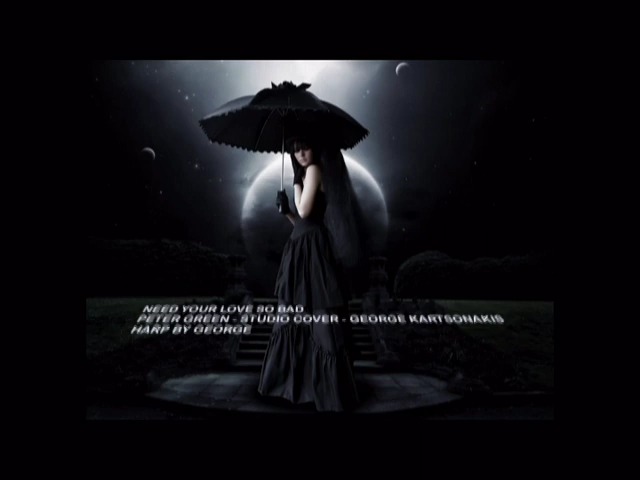 NEED YOUR LOVE SO BAD
PETER GREEN - STUDIO COVER - GEORGE KARTSONAKIS
HARP BY GEORGE